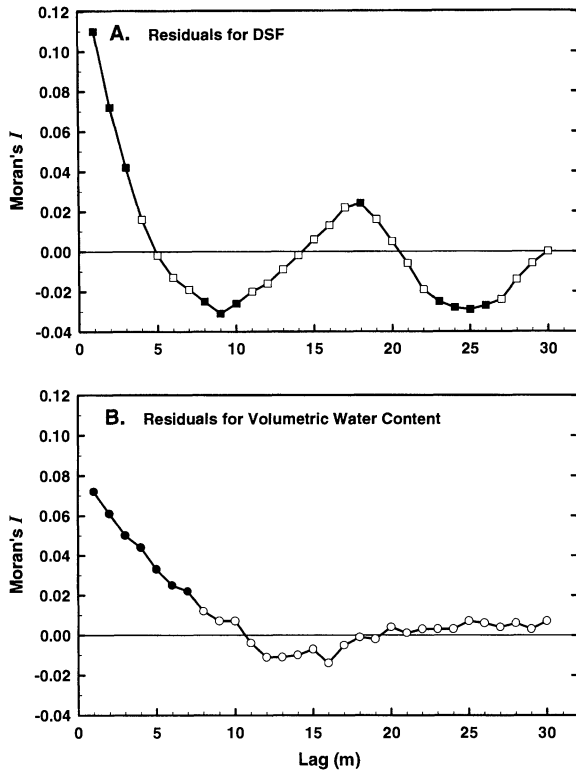 A. Residuals for DSF
Moran's I
0.12
0.10
0.08
0.06
0.04
0.02
0.00
-0.02
-0.04
0 5 10 15 20 25 30
B. Residuals for Volumetric Water Content
Moran's I
0.12
0.10
0.08
0.06
0.04
0.02
0.00
-0.02
-0.04
0 5 10 15 20 25 30
Lag (m)